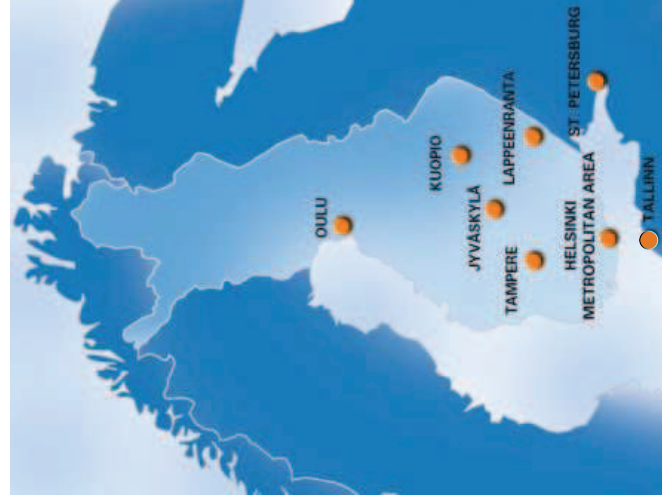 OULU
KUOPIO
JYVÄSKYLÄ
TAMPERE
LAPPEENRANTA
HELSINKI
METROPOLITAN AREA
ST. PETERSBURG
TALLINN